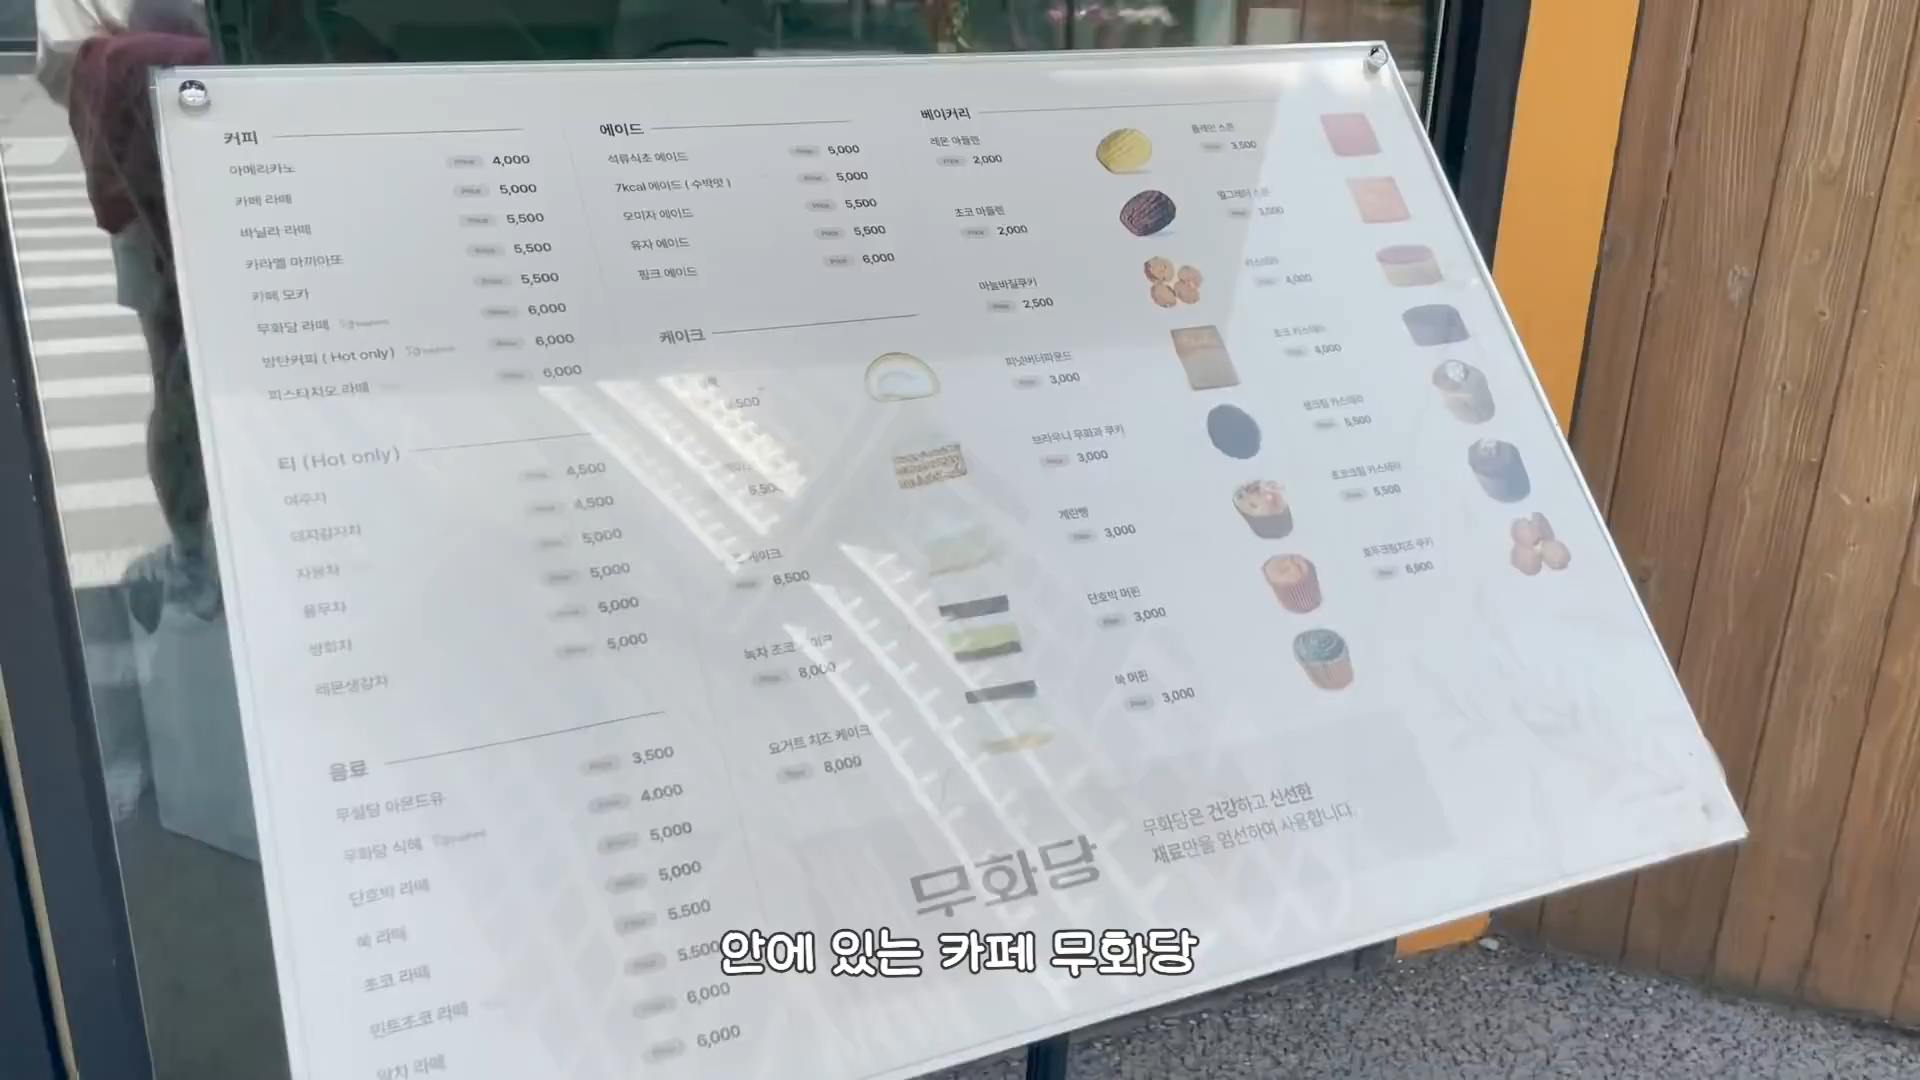 커피
아메리카노 4,000
카페 라떼 5,000
바닐라 라떼 5,500
카라멜 마끼아또 5,500
카페 모카 5,500
무화당 라떼 6,000
방탄커피 ( Hot only) 6,000
피스타치오 라떼 6,000
티 (Hot only)
여주차 4,500
돼지감자차 4,500
자몽차 5,000
율무차 5,000
쌍화차 5,000
레몬생강차 5,000
음료
무설탕 아몬드유 3,500
무화당 식혜 4,000
단호박 라떼 5,000
쑥 라떼 5,000
초코 라떼 5,500
민트초코 라떼 5,500
말차 라떼 6,000
6,000
에이드
석류식초 에이드 5,000
7kcal 에이드 ( 수박맛 ) 5,000
오미자 에이드 5,500
유자 에이드 5,500
핑크 에이드 6,000
케이크
6,500
녹차 초코 8,000
요거트 치즈 케이크
8,000
베이커리
레몬 마들렌
2,000
초코 마들렌
2,000
마늘바질쿠키
2,500
피넛버터파운드
3,000
브라우니 무화과 쿠키
3,000
계란빵
3,000
단호박 머핀
3,000
쑥 머핀
3,000
플레인 스콘
3,500
얼그레이 스콘
3,500
카스테라
4,000
초코 카스테라
4,000
생크림 카스테라
5,500
초코크림 카스테라
5,500
호두크림치즈 쿠키
6,900
무화당
무화당은 건강하고 신선한
재료만을 엄선하여 사용합니다.
안에 있는 카페 무화당